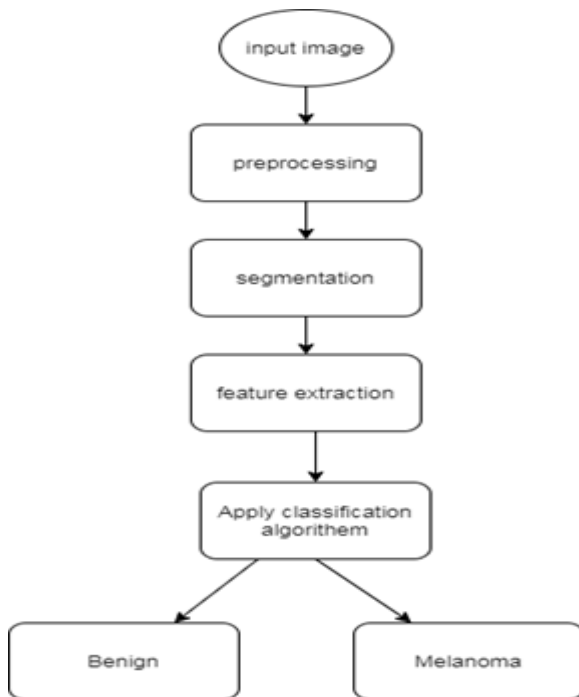 input image
preprocessing
segmentation
feature extraction
Apply classification
algorithem
Benign
Melanoma